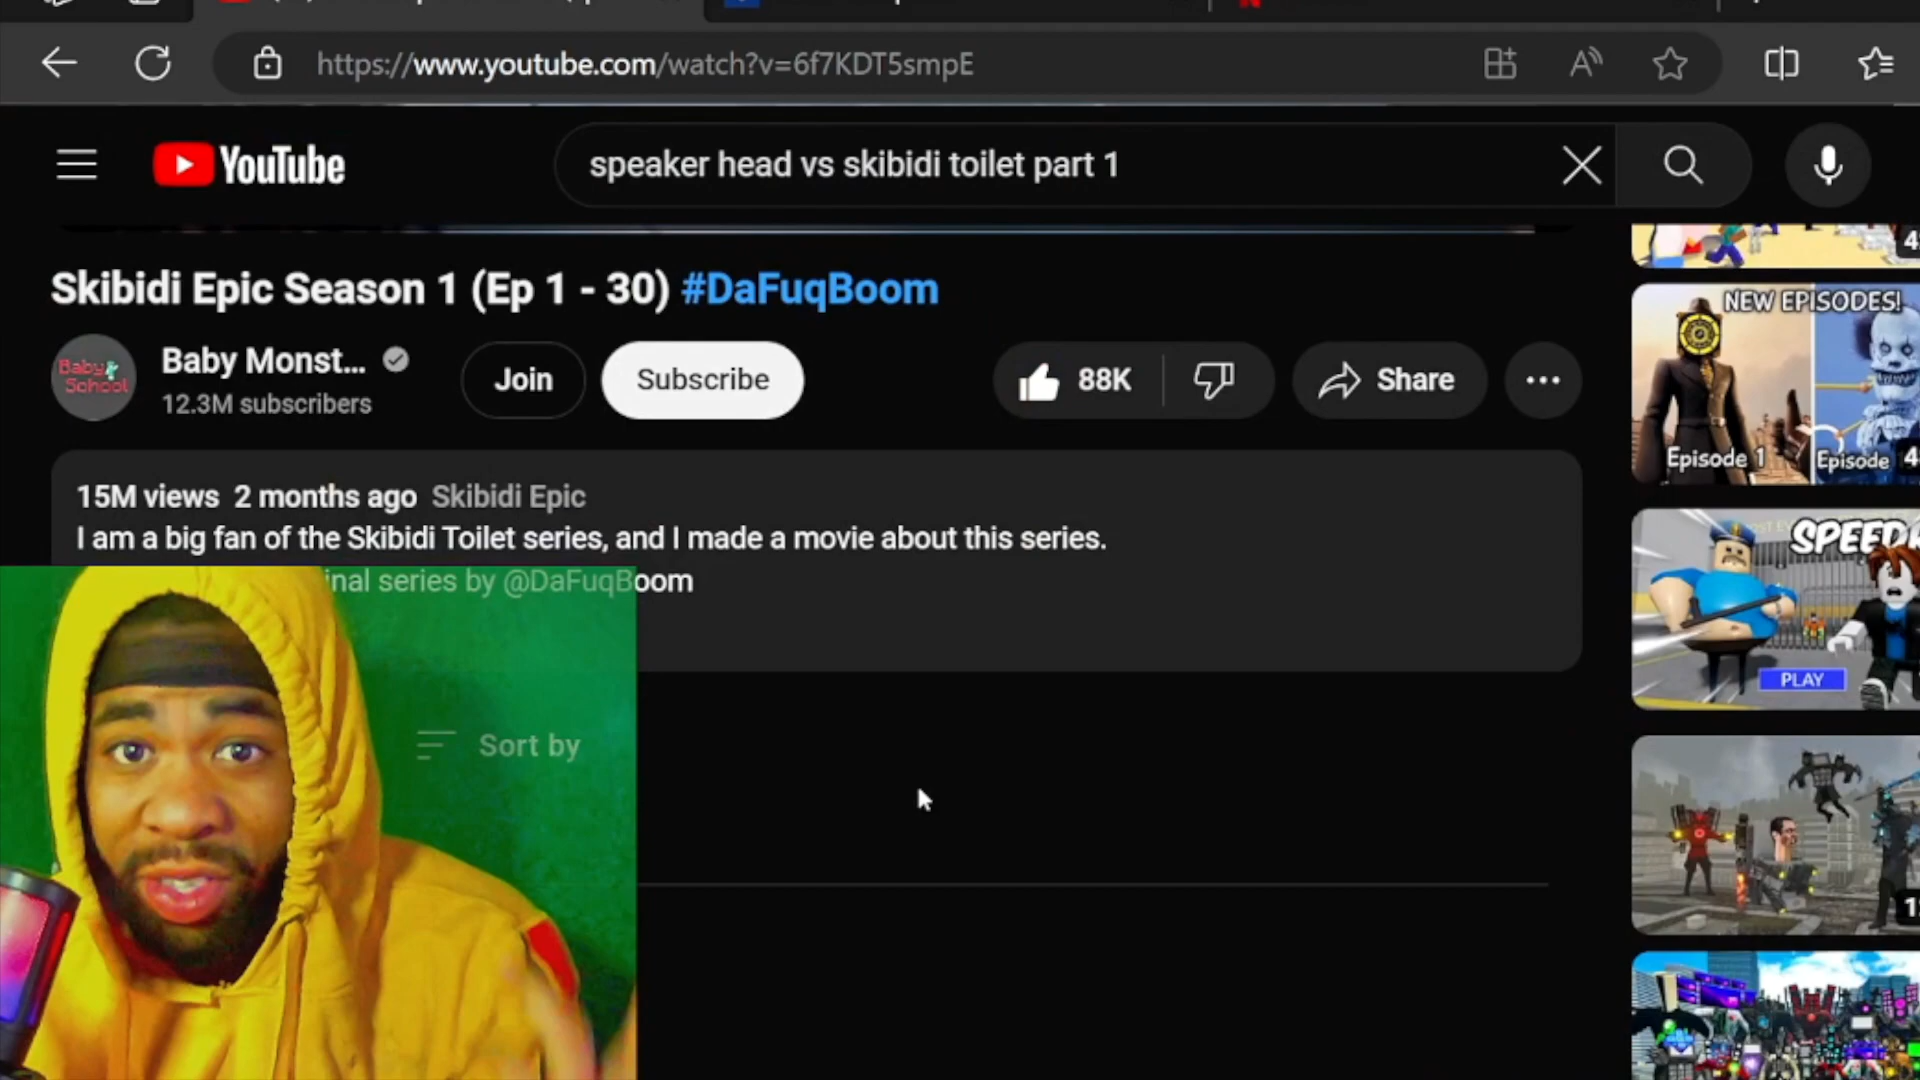 https://www.youtube.com/watch?v=6f7KDT5smpE
YouTube
speaker head vs skibidi toilet part 1
Skibidi Epic Season 1 (Ep 1 - 30) #DaFuqBoom
Baby School
Baby Monst...
12.3M subscribers
Join
Subscribe
88K
Share
15M views 2 months ago Skibidi Epic
I am a big fan of the Skibidi Toilet series, and I made a movie about this series.
inal series by @DaFuqBoom
Sort by
NEW EPISODES!
Episode 1
Episode
PLAY